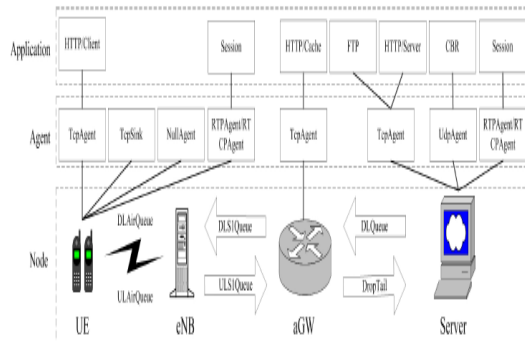 Application
HTTP/Client
Session
HTTP/Cache
FTP
HTTP/Server
CBR
Session
Agent
TcpAgent
TcpSink
NullAgent
RTPAgent/RT
CPAgent
TcpAgent
TcpAgent
UdpAgent
RTPAgent/RT
CPAgent
Node
DLAirQueue
ULAirQueue
DLS1Queue
ULS1Queue
DLQueue
DropTail
UE
eNB
aGW
Server